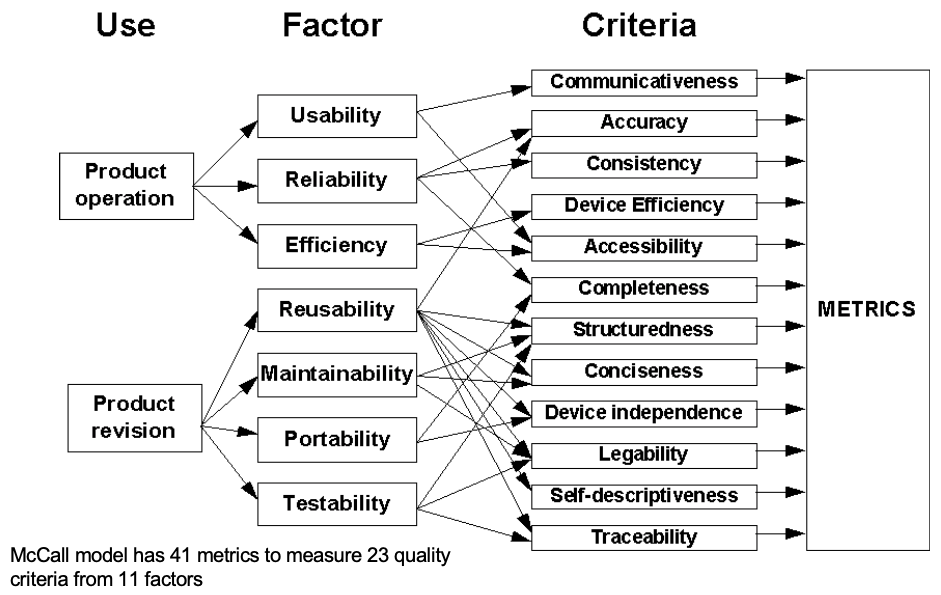 Use
Factor
Criteria
Product
operation
Product
revision
Usability
Reliability
Efficiency
Reusability
Maintainability
Portability
Testability
Communicativeness
Accuracy
Consistency
Device Efficiency
Accessibility
Completeness
Structuredness
Conciseness
Device independence
Legability
Self-descriptiveness
Traceability
METRICS
McCall model has 41 metrics to measure 23 quality
criteria from 11 factors